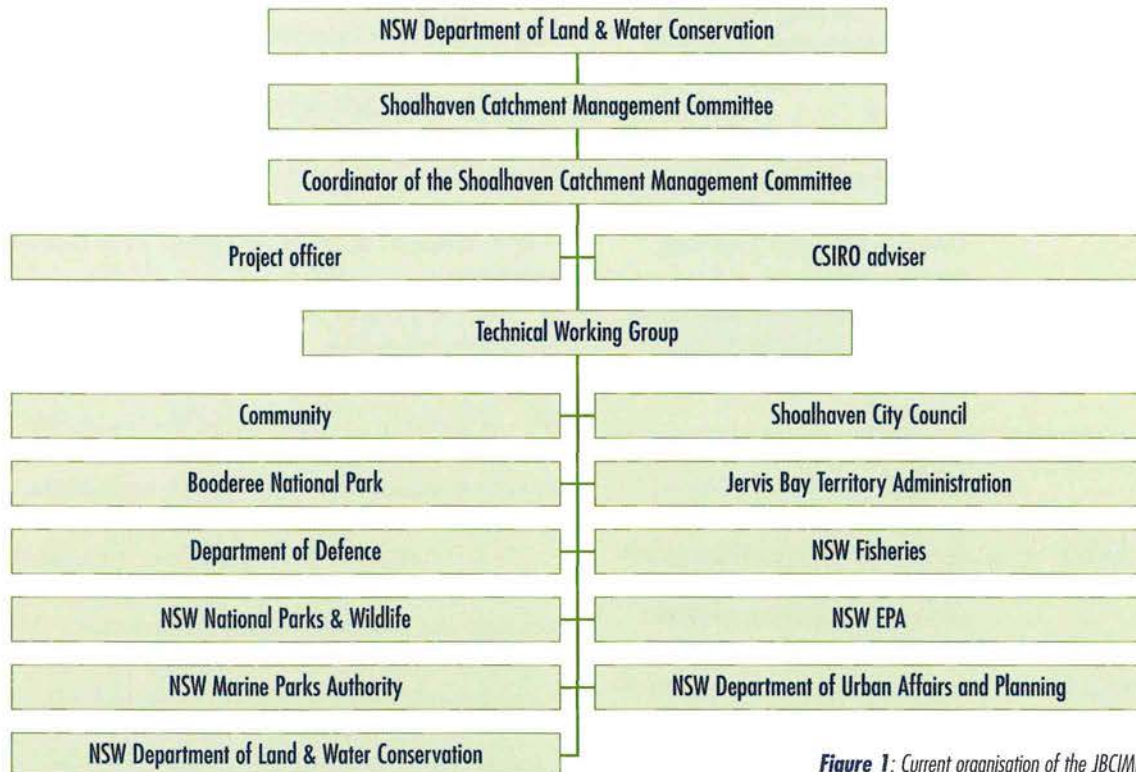 NSW Department of Land & Water Conservation
Shoalhaven Catchment Management Committee
Coordinator of the Shoalhaven Catchment Management Committee
Project officer
CSIRO adviser
Technical Working Group
Community
Shoalhaven City Council
Booderee National Park
Jervis Bay Territory Administration
Department of Defence
NSW Fisheries
NSW National Parks & Wildlife
NSW EPA
NSW Marine Parks Authority
NSW Department of Urban Affairs and Planning
NSW Department of Land & Water Conservation
Figure 1: Current organisation of the JBCIMS